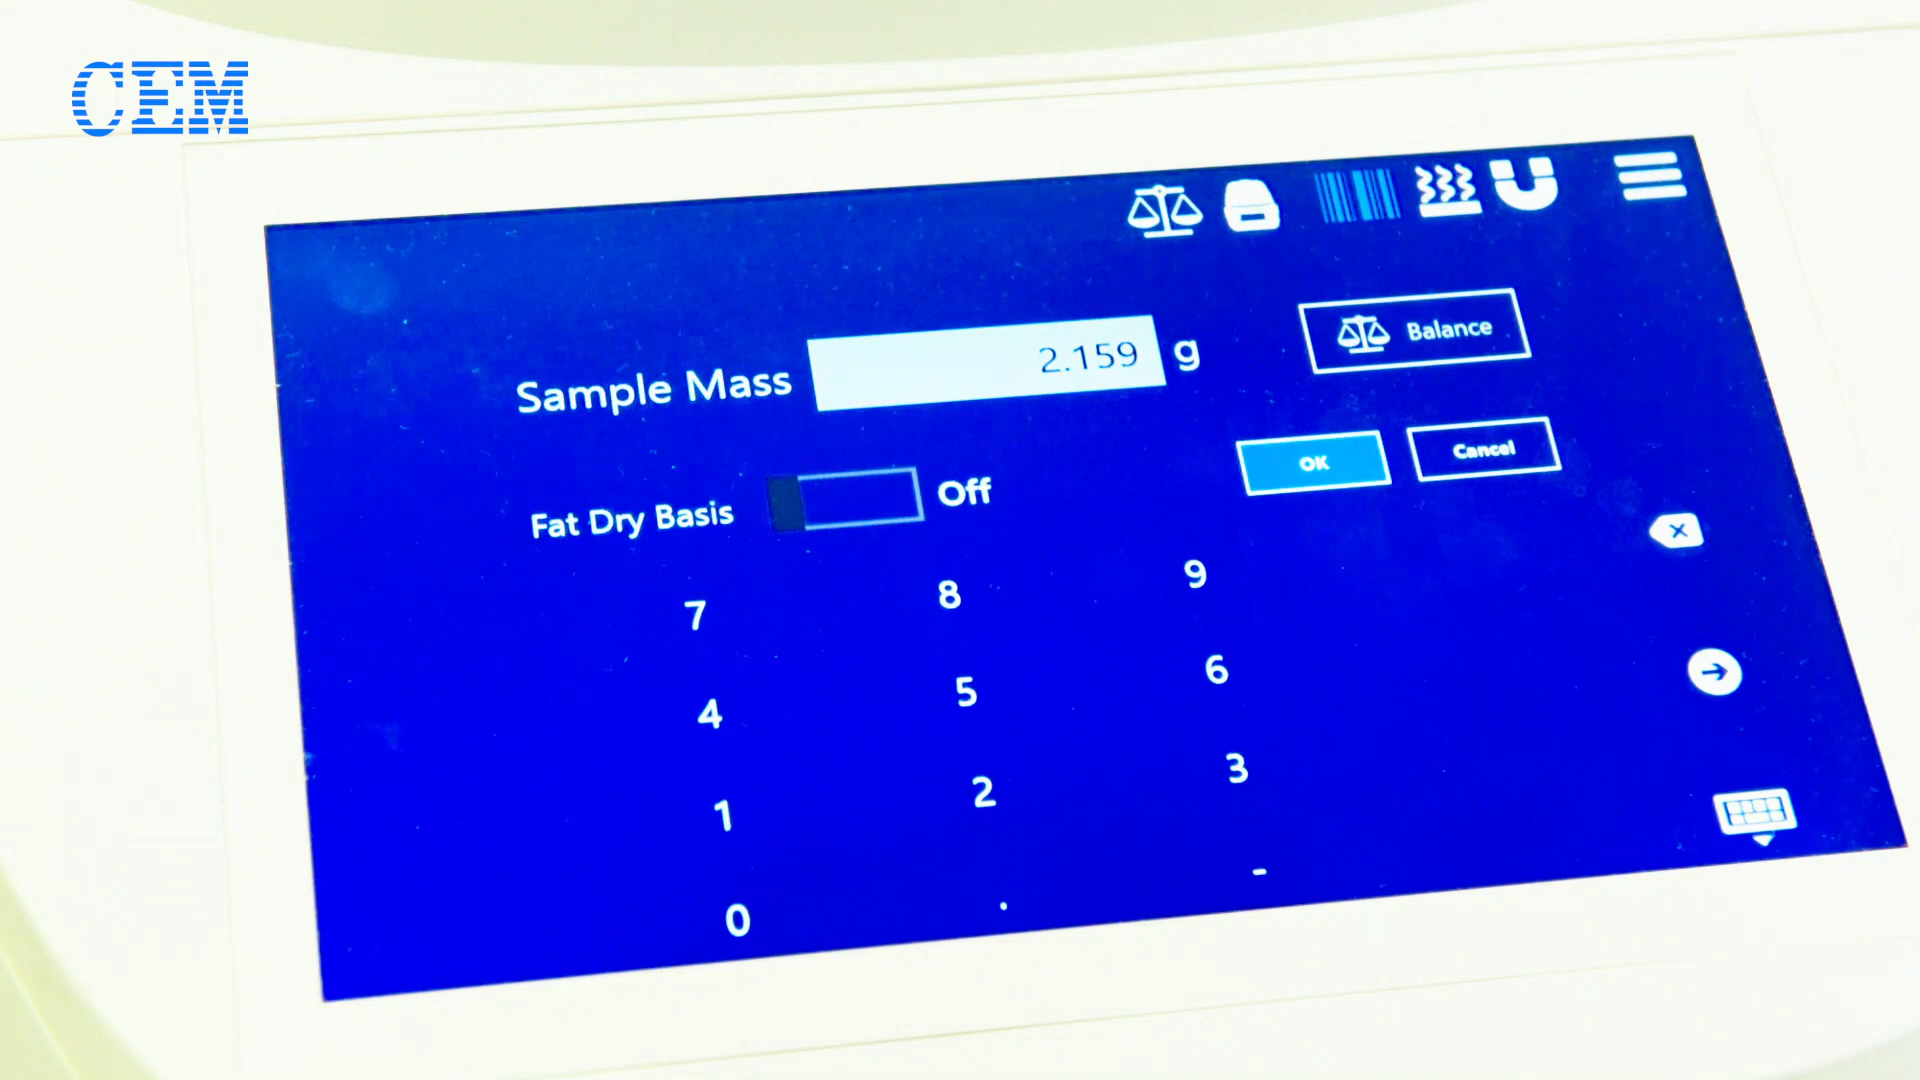 CEM
Sample Mass 2.159 g
Balance
OK Cancel
Fat Dry Basis Off
7 8 9
4 5 6
1 2 3
0 . -